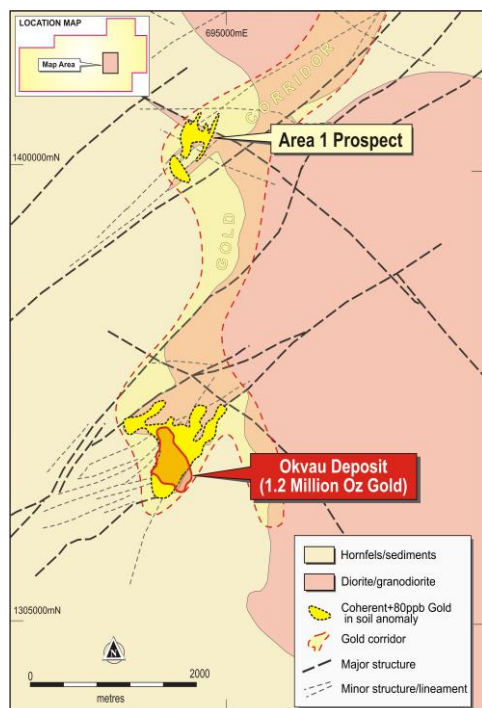 LOCATION MAP
Map Area
695000mE
CORRIDOR
Area 1 Prospect
1400000mN
GOLD
Okvau Deposit
(1.2 Million Oz Gold)
Hornfels/sediments
Diorite/granodiorite
Coherent+80ppb Gold
in soil anomaly
Gold corridor
Major structure
Minor structure/lineament
1305000mN
N
0
2000
metres